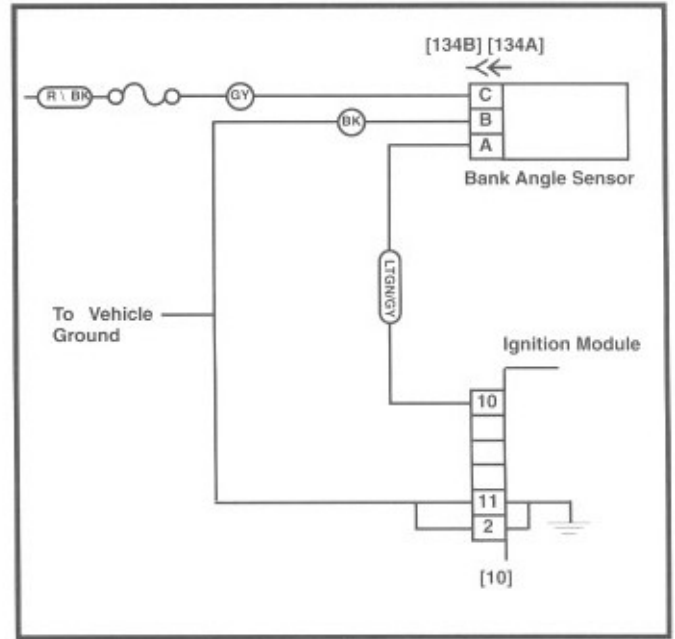 [134B] [134A]
R \ BK
GY
C
BK
B
A
Bank Angle Sensor
LTGN/GY
To Vehicle
Ground
Ignition Module
10
11
2
[10]